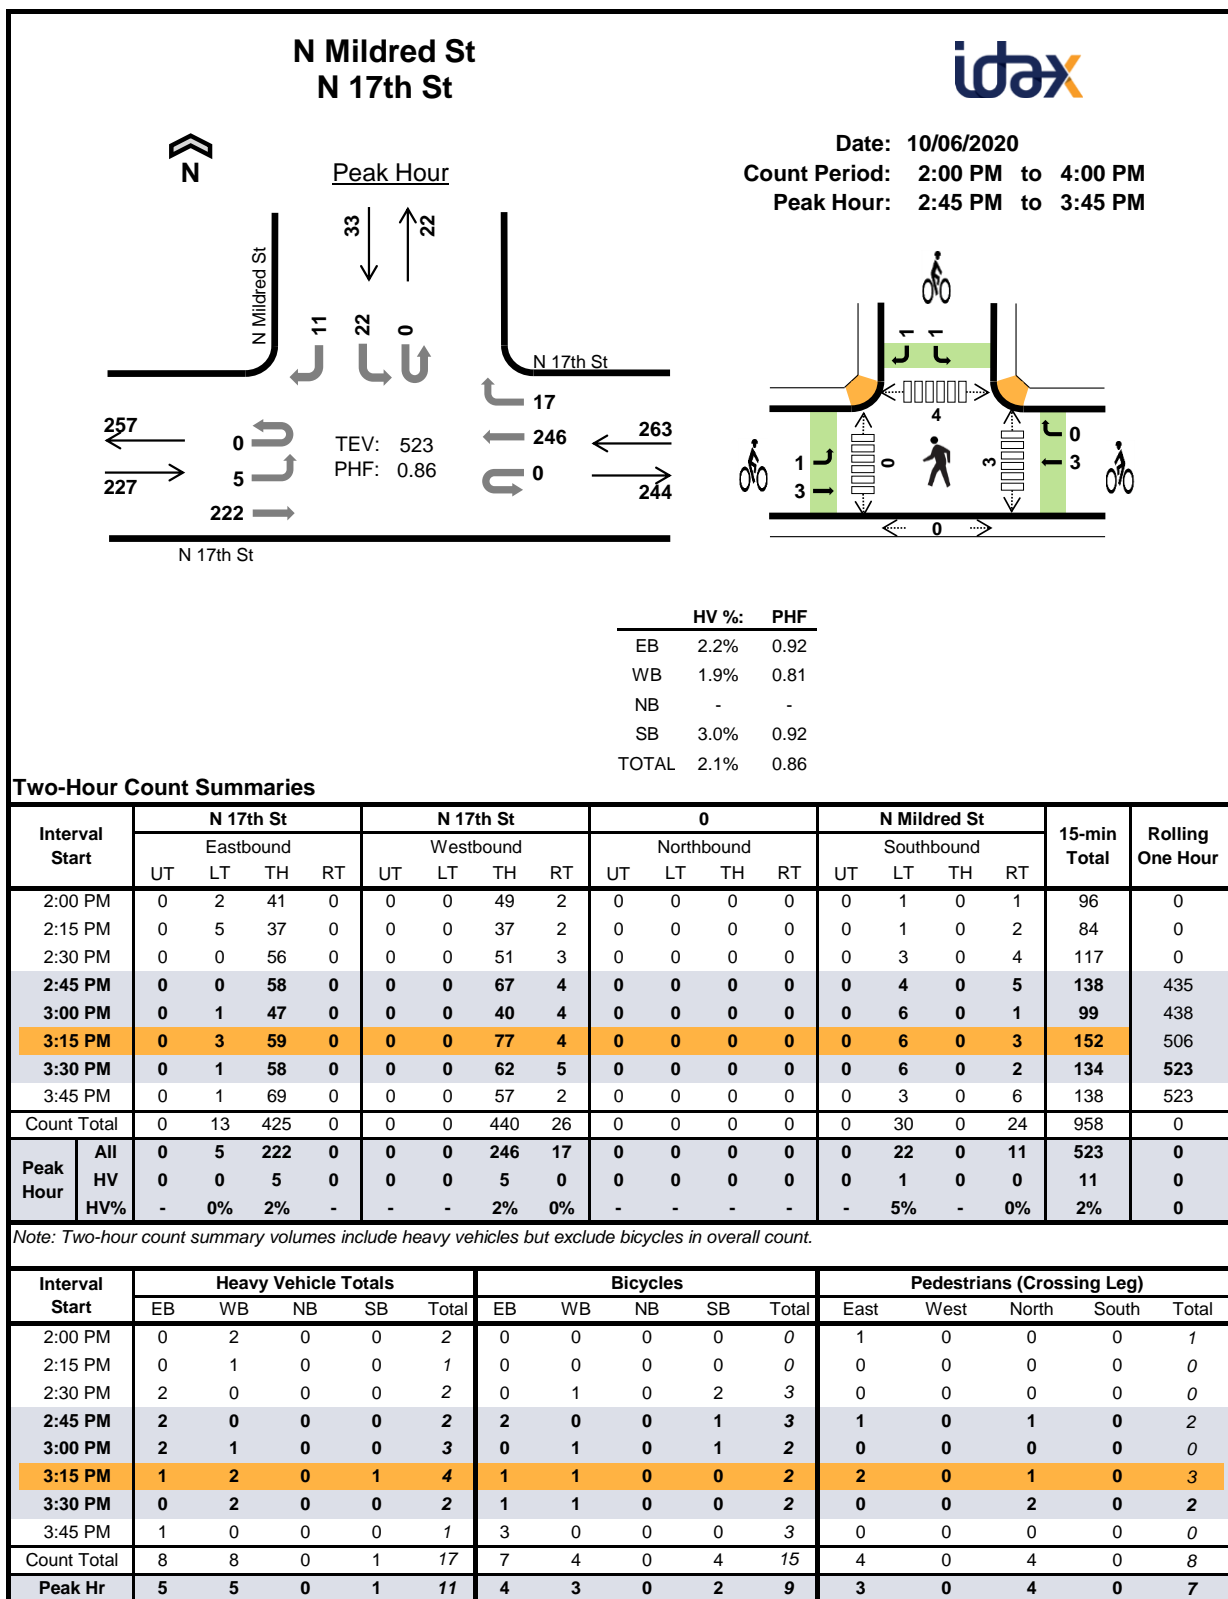 N Mildred St
N 17th St
idax
Date: 10/06/2020
Count Period: 2:00 PM to 4:00 PM
Peak Hour: 2:45 PM to 3:45 PM
N
Peak Hour
33
22
N Mildred St
11
22
0
N 17th St
17
246
0
263
244
257
227
0
5
222
TEV: 523
PHF: 0.86
N 17th St
1
1
4
0
3
1
3
0
3
0
HV %: PHF
EB 2.2% 0.92
WB 1.9% 0.81
NB - -
SB 3.0% 0.92
TOTAL 2.1% 0.86
Two-Hour Count Summaries
Interval Start N 17th St N 17th St 0 N Mildred St 15-min Total Rolling One Hour
Eastbound Westbound Northbound Southbound
UT LT TH RT UT LT TH RT UT LT TH RT UT LT TH RT
2:00 PM 0 2 41 0 0 0 49 2 0 0 0 0 0 1 0 1 96 0
2:15 PM 0 5 37 0 0 0 37 2 0 0 0 0 0 1 0 2 84 0
2:30 PM 0 0 56 0 0 0 51 3 0 0 0 0 0 3 0 4 117 0
2:45 PM 0 0 58 0 0 0 67 4 0 0 0 0 0 4 0 5 138 435
3:00 PM 0 1 47 0 0 0 40 4 0 0 0 0 0 6 0 1 99 438
3:15 PM 0 3 59 0 0 0 77 4 0 0 0 0 0 6 0 3 152 506
3:30 PM 0 1 58 0 0 0 62 5 0 0 0 0 0 6 0 2 134 523
3:45 PM 0 1 69 0 0 0 57 2 0 0 0 0 0 3 0 6 138 523
Count Total 0 13 425 0 0 0 440 26 0 0 0 0 0 30 0 24 958 0
Peak Hour All 0 5 222 0 0 0 246 17 0 0 0 0 0 22 0 11 523 0
HV 0 0 5 0 0 0 5 0 0 0 0 0 0 1 0 0 11 0
HV% - 0% 2% - - - 2% 0% - - - - - 5% - 0% 2% 0
Note: Two-hour count summary volumes include heavy vehicles but exclude bicycles in overall count.
Interval Start Heavy Vehicle Totals Bicycles Pedestrians (Crossing Leg)
EB WB NB SB Total EB WB NB SB Total East West North South Total
2:00 PM 0 2 0 0 2 0 0 0 0 0 1 0 0 0 1
2:15 PM 0 1 0 0 1 0 0 0 0 0 0 0 0 0 0
2:30 PM 2 0 0 0 2 0 1 0 2 3 0 0 0 0 0
2:45 PM 2 0 0 0 2 2 0 0 1 3 1 0 1 0 2
3:00 PM 2 1 0 0 3 0 1 0 1 2 0 0 0 0 0
3:15 PM 1 2 0 1 4 1 1 0 0 2 2 0 1 0 3
3:30 PM 0 2 0 0 2 1 1 0 0 2 0 0 2 0 2
3:45 PM 1 0 0 0 1 3 0 0 0 3 0 0 0 0 0
Count Total 8 8 0 1 17 7 4 0 4 15 4 0 4 0 8
Peak Hr 5 5 0 1 11 4 3 0 2 9 3 0 4 0 7